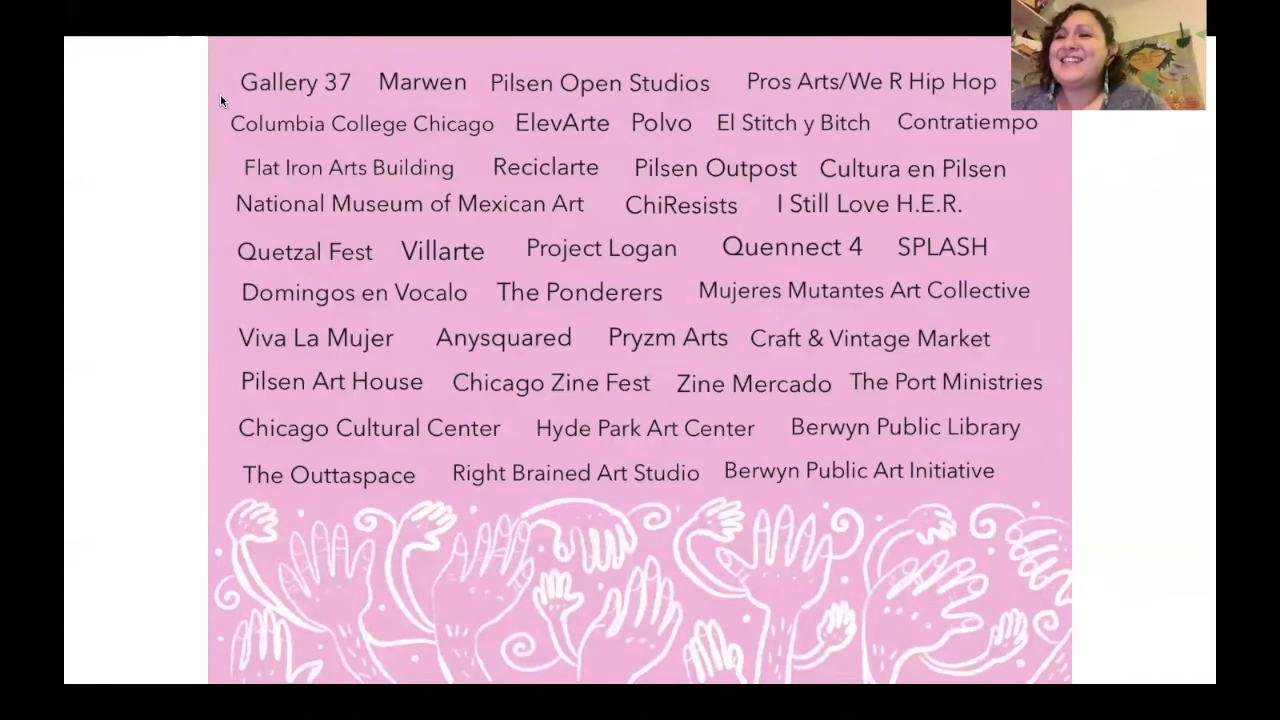 Gallery 37 Marwen Pilsen Open Studios Pros Arts/We R Hip Hop
Columbia College Chicago ElevArte Polvo El Stitch y Bitch Contratiempo
Flat Iron Arts Building Reciclarte Pilsen Outpost Cultura en Pilsen
National Museum of Mexican Art ChiResists I Still Love H.E.R.
Quetzal Fest Villarte Project Logan Quennect 4 SPLASH
Domingos en Vocalo The Ponderers Mujeres Mutantes Art Collective
Viva La Mujer Anysquared Pryzm Arts Craft & Vintage Market
Pilsen Art House Chicago Zine Fest Zine Mercado The Port Ministries
Chicago Cultural Center Hyde Park Art Center Berwyn Public Library
The Outtaspace Right Brained Art Studio Berwyn Public Art Initiative